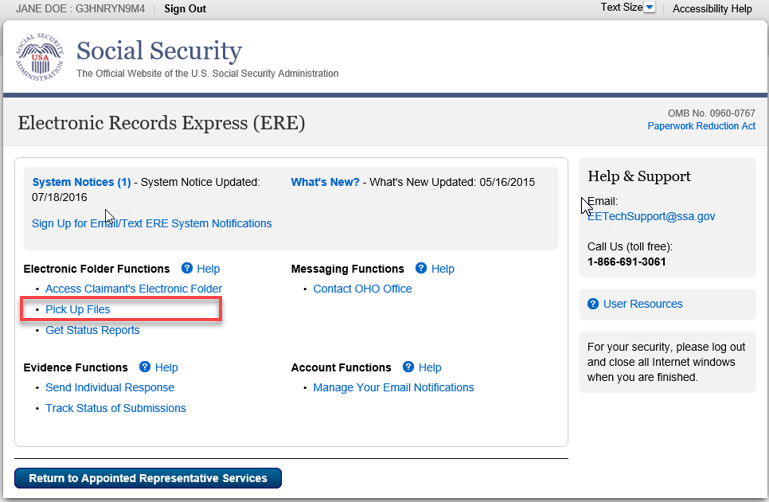 JANE DOE : G3HNRYN9M4 Sign Out Text Size Accessibility Help
SOCIAL SECURITY ADMINISTRATION
USA
Social Security
The Official Website of the U.S. Social Security Administration
Electronic Records Express (ERE)
OMB No. 0960-0767
Paperwork Reduction Act
System Notices (1) - System Notice Updated:
07/18/2016
Sign Up for Email/Text ERE System Notifications
What's New? - What's New Updated: 05/16/2015
Electronic Folder Functions ? Help
• Access Claimant's Electronic Folder
• Pick Up Files
• Get Status Reports
Messaging Functions ? Help
• Contact OHO Office
Evidence Functions ? Help
• Send Individual Response
• Track Status of Submissions
Account Functions ? Help
• Manage Your Email Notifications
Return to Appointed Representative Services
Help & Support
Email:
EETechSupport@ssa.gov
Call Us (toll free):
1-866-691-3061
? User Resources
For your security, please log out
and close all Internet windows
when you are finished.